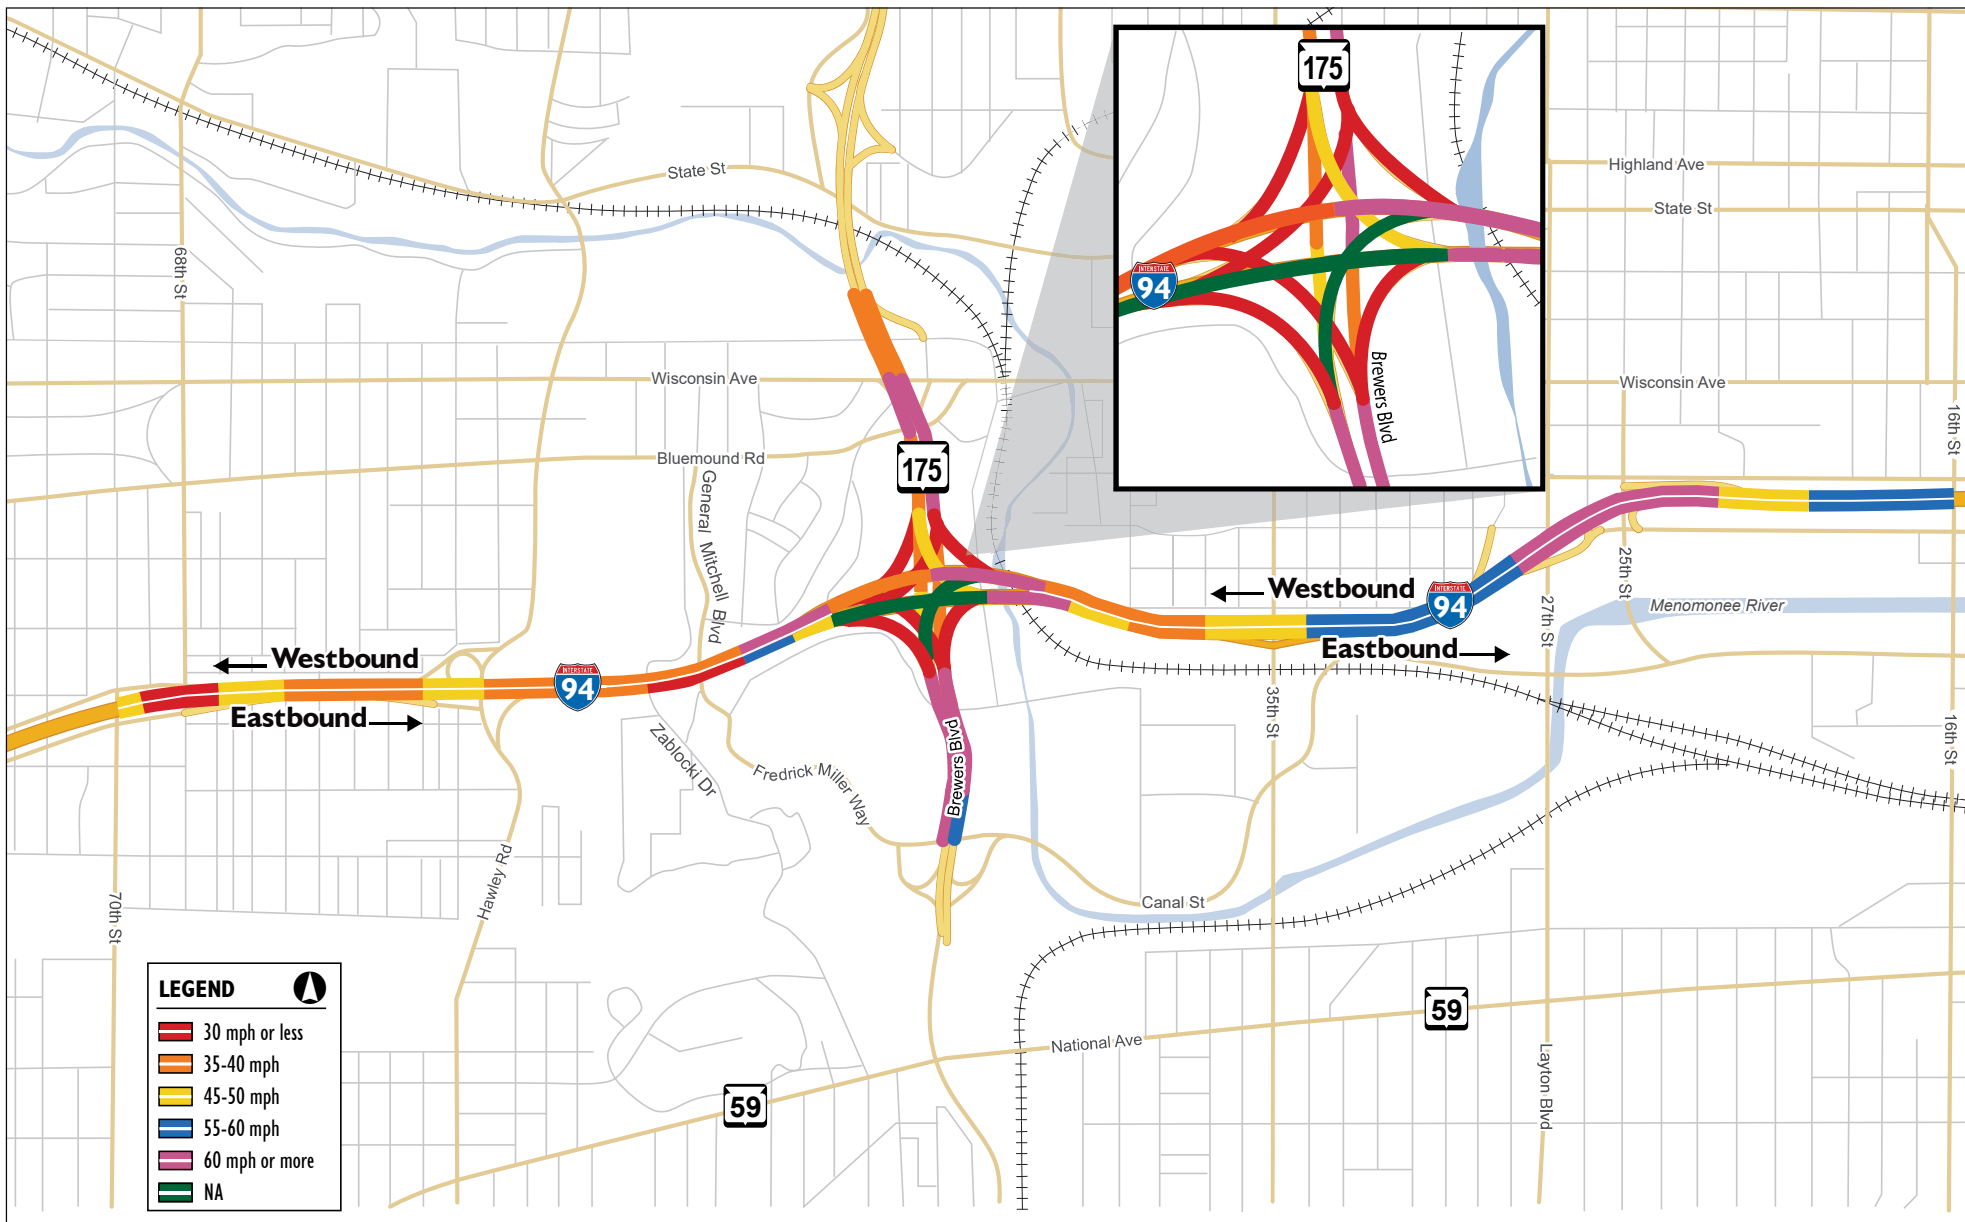 175
INTERSTATE
94
Brewers Blvd
Highland Ave
State St
State St
68th St
Wisconsin Ave
Wisconsin Ave
16th St
Bluemound Rd
175
General Mitchell Blvd
25th St
27th St
Westbound
INTERSTATE
94
Menomonee River
Eastbound
Westbound
INTERSTATE
94
Eastbound
35th St
16th St
Zablocki Dr
Fredrick Miller Way
Brewers Blvd
Hawley Rd
70th St
Canal St
LEGEND
30 mph or less
35-40 mph
45-50 mph
55-60 mph
60 mph or more
NA
59
National Ave
59
Layton Blvd